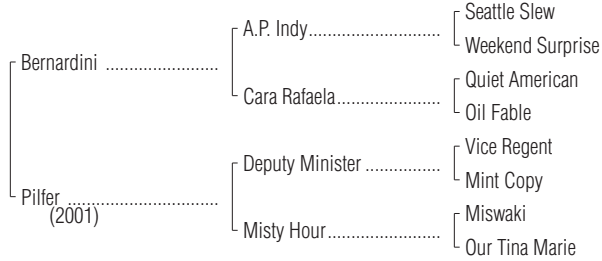 Seattle Slew
A.P. Indy..............................
Weekend Surprise
Bernardini .........................
Quiet American
Cara Rafaela........................
Oil Fable
Vice Regent
Deputy Minister .................
Mint Copy
Pilfer ..................................
(2001)
Miswaki
Misty Hour..........................
Our Tina Marie